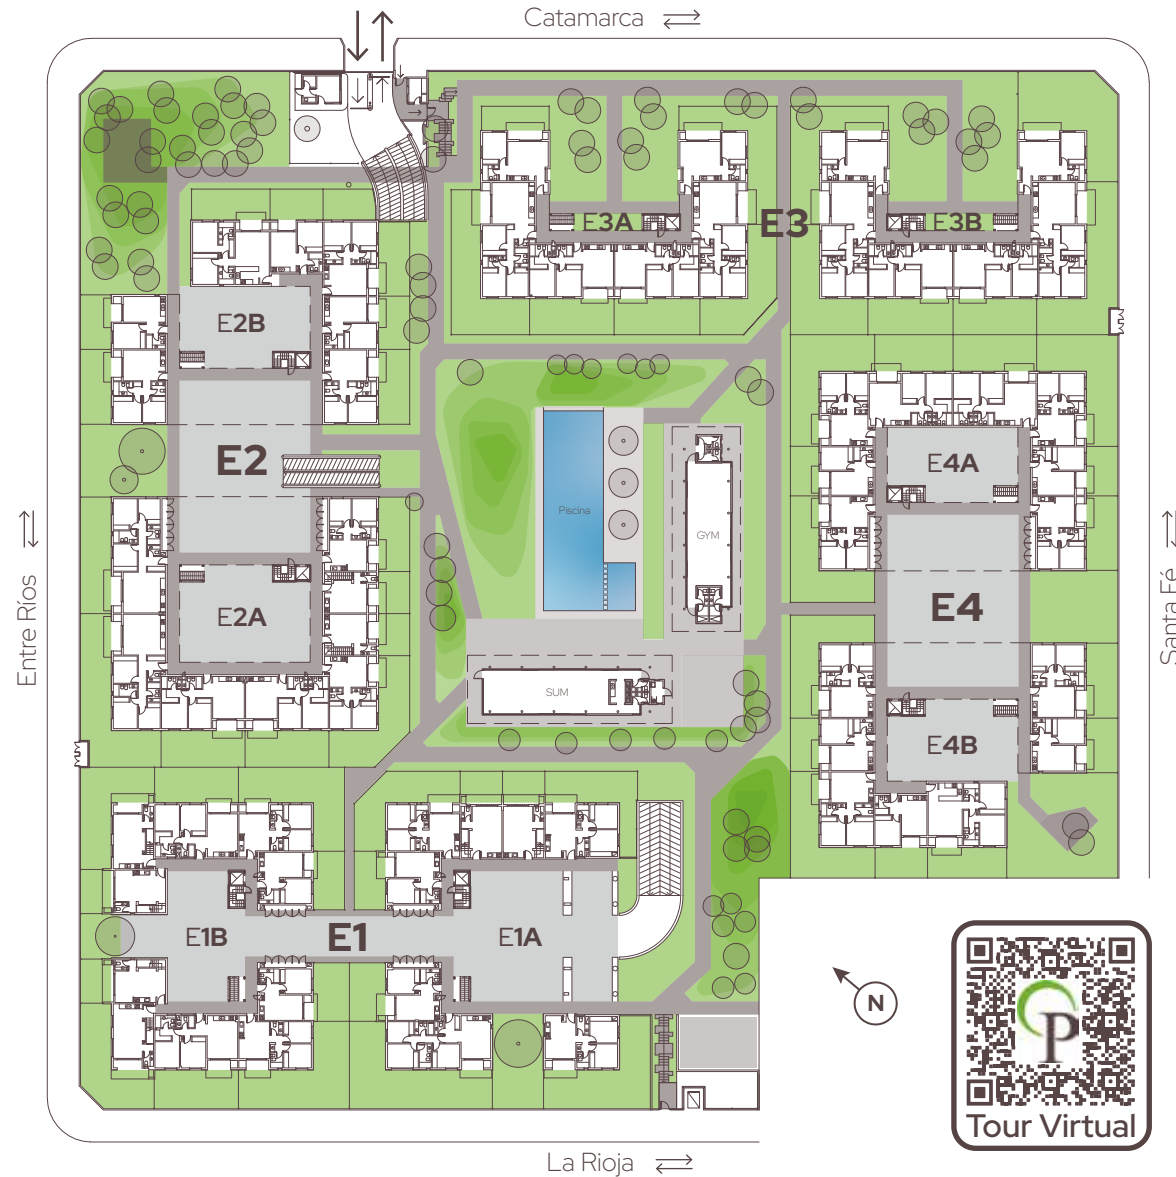 Catamarca
E3A
E3
E3B
E2B
E2
E4A
Piscina
GYM
Entre Ríos
Santa Fé
E2A
E4
SUM
E4B
E1B
E1
E1A
N
P
Tour Virtual
La Rioja